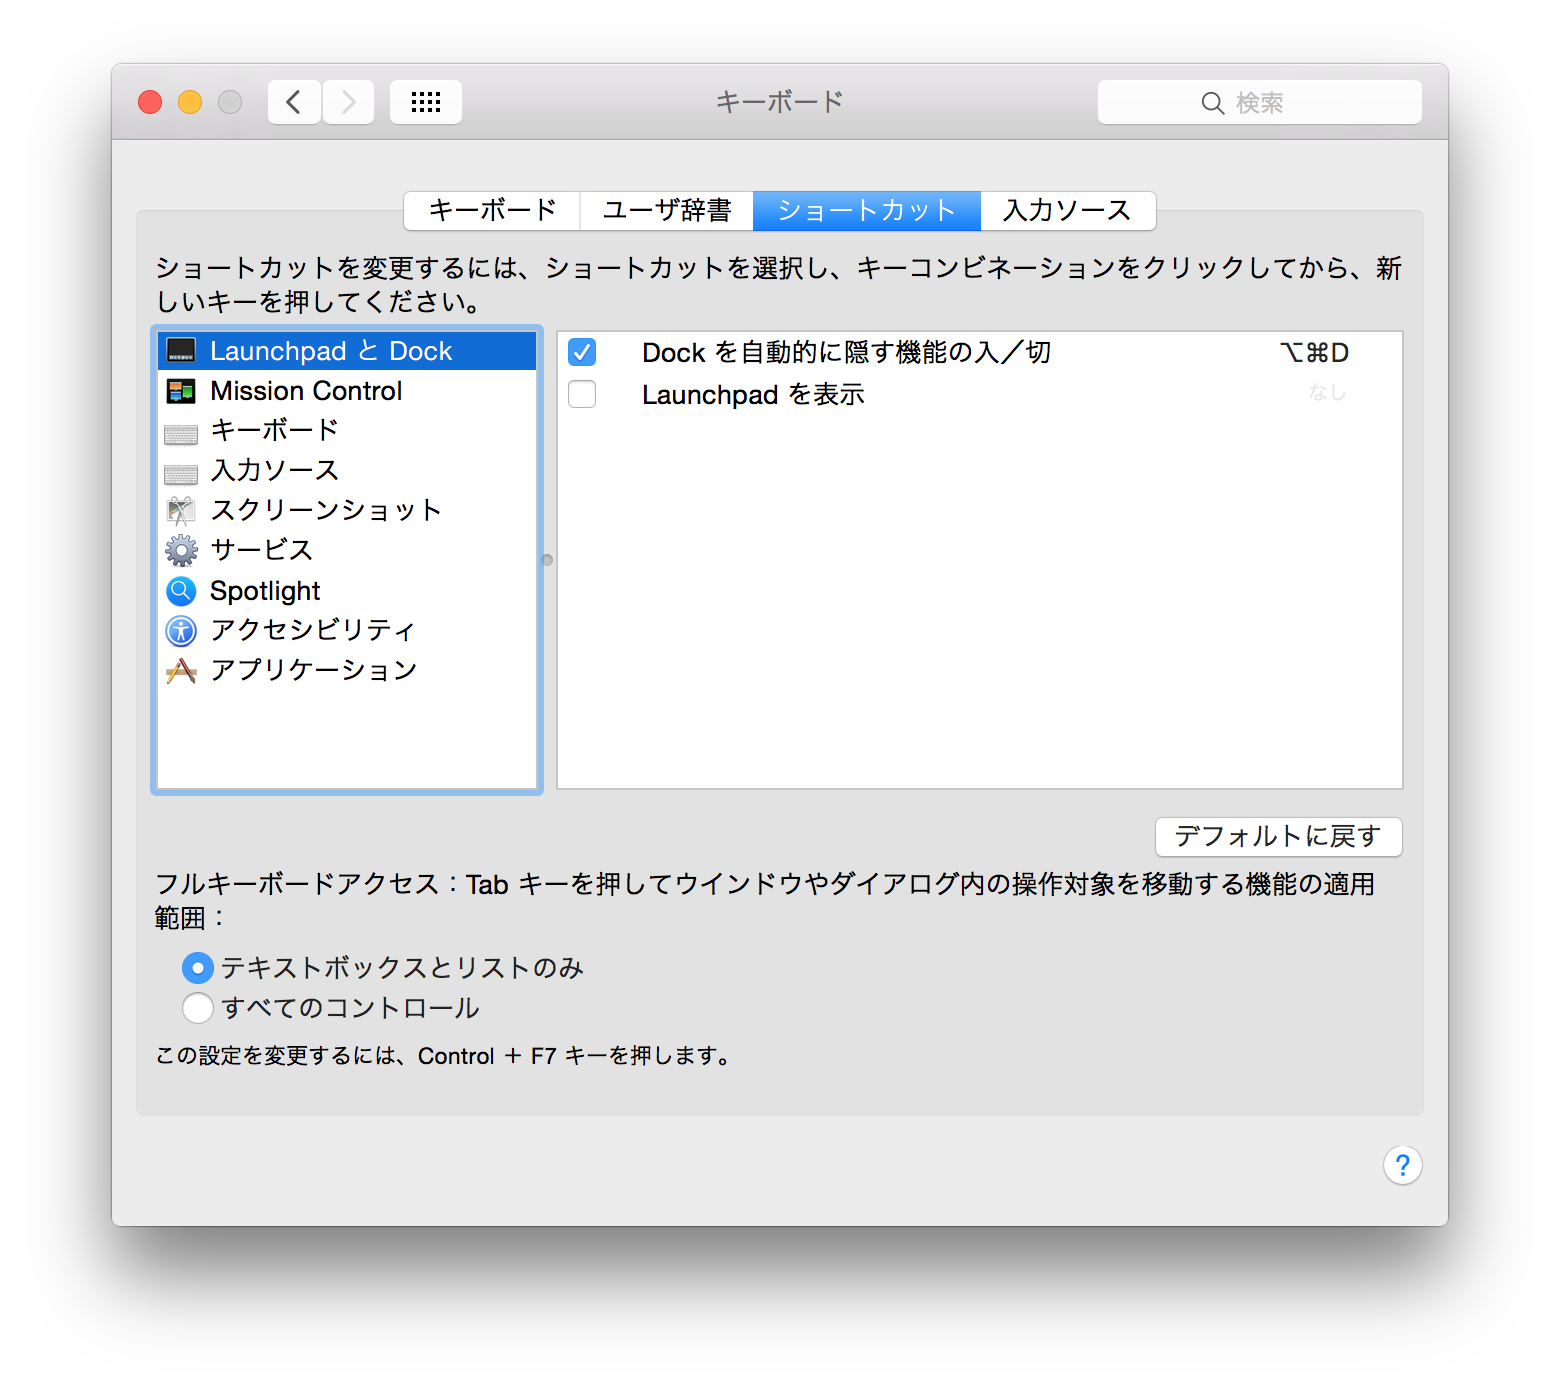 キーボード
検索
キーボード
ユーザ辞書
ショートカット
入力ソース
ショートカットを変更するには、ショートカットを選択し、キーコンビネーションをクリックしてから、新
しいキーを押してください。
Launchpad と Dock
Mission Control
キーボード
入力ソース
スクリーンショット
サービス
Spotlight
アクセシビリティ
アプリケーション
Dock を自動的に隠す機能の入／切 ⌥⌘D
Launchpad を表示 なし
デフォルトに戻す
フルキーボードアクセス：Tab キーを押してウインドウやダイアログ内の操作対象を移動する機能の適用
範囲：
テキストボックスとリストのみ
すべてのコントロール
この設定を変更するには、Control ＋ F7 キーを押します。
?